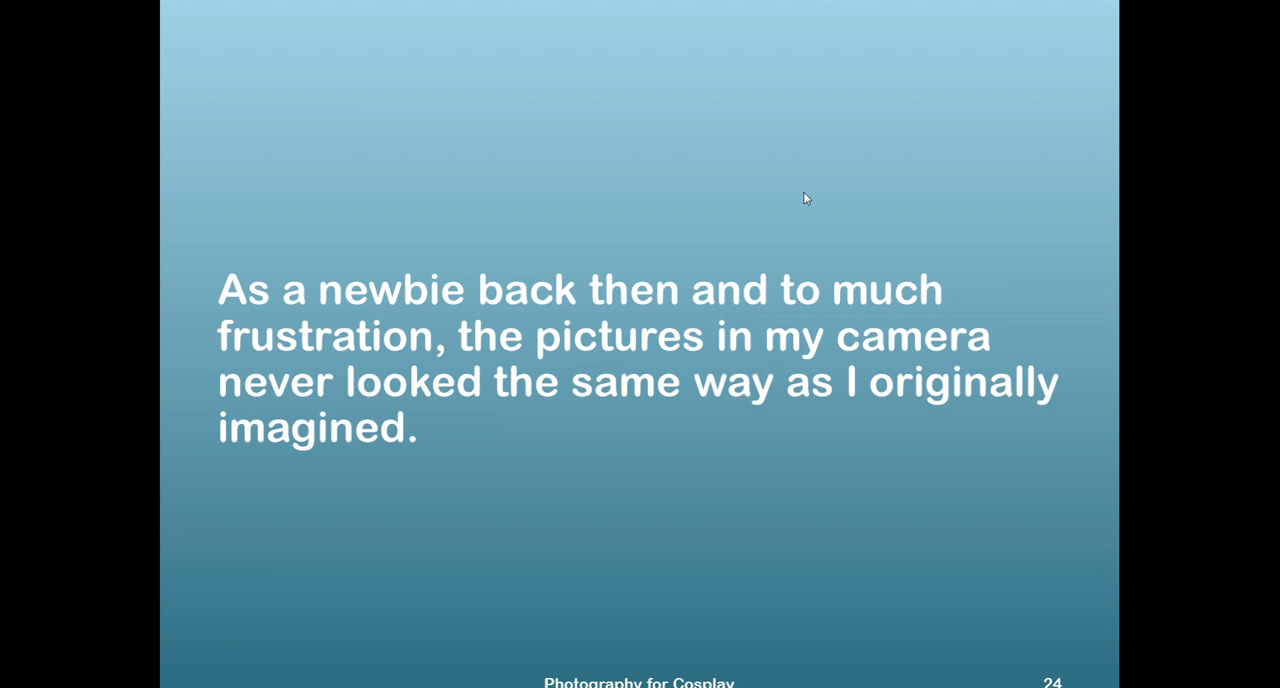 As a newbie back then and to much
frustration, the pictures in my camera
never looked the same way as I originally
imagined.
Photography for Cosplay
24